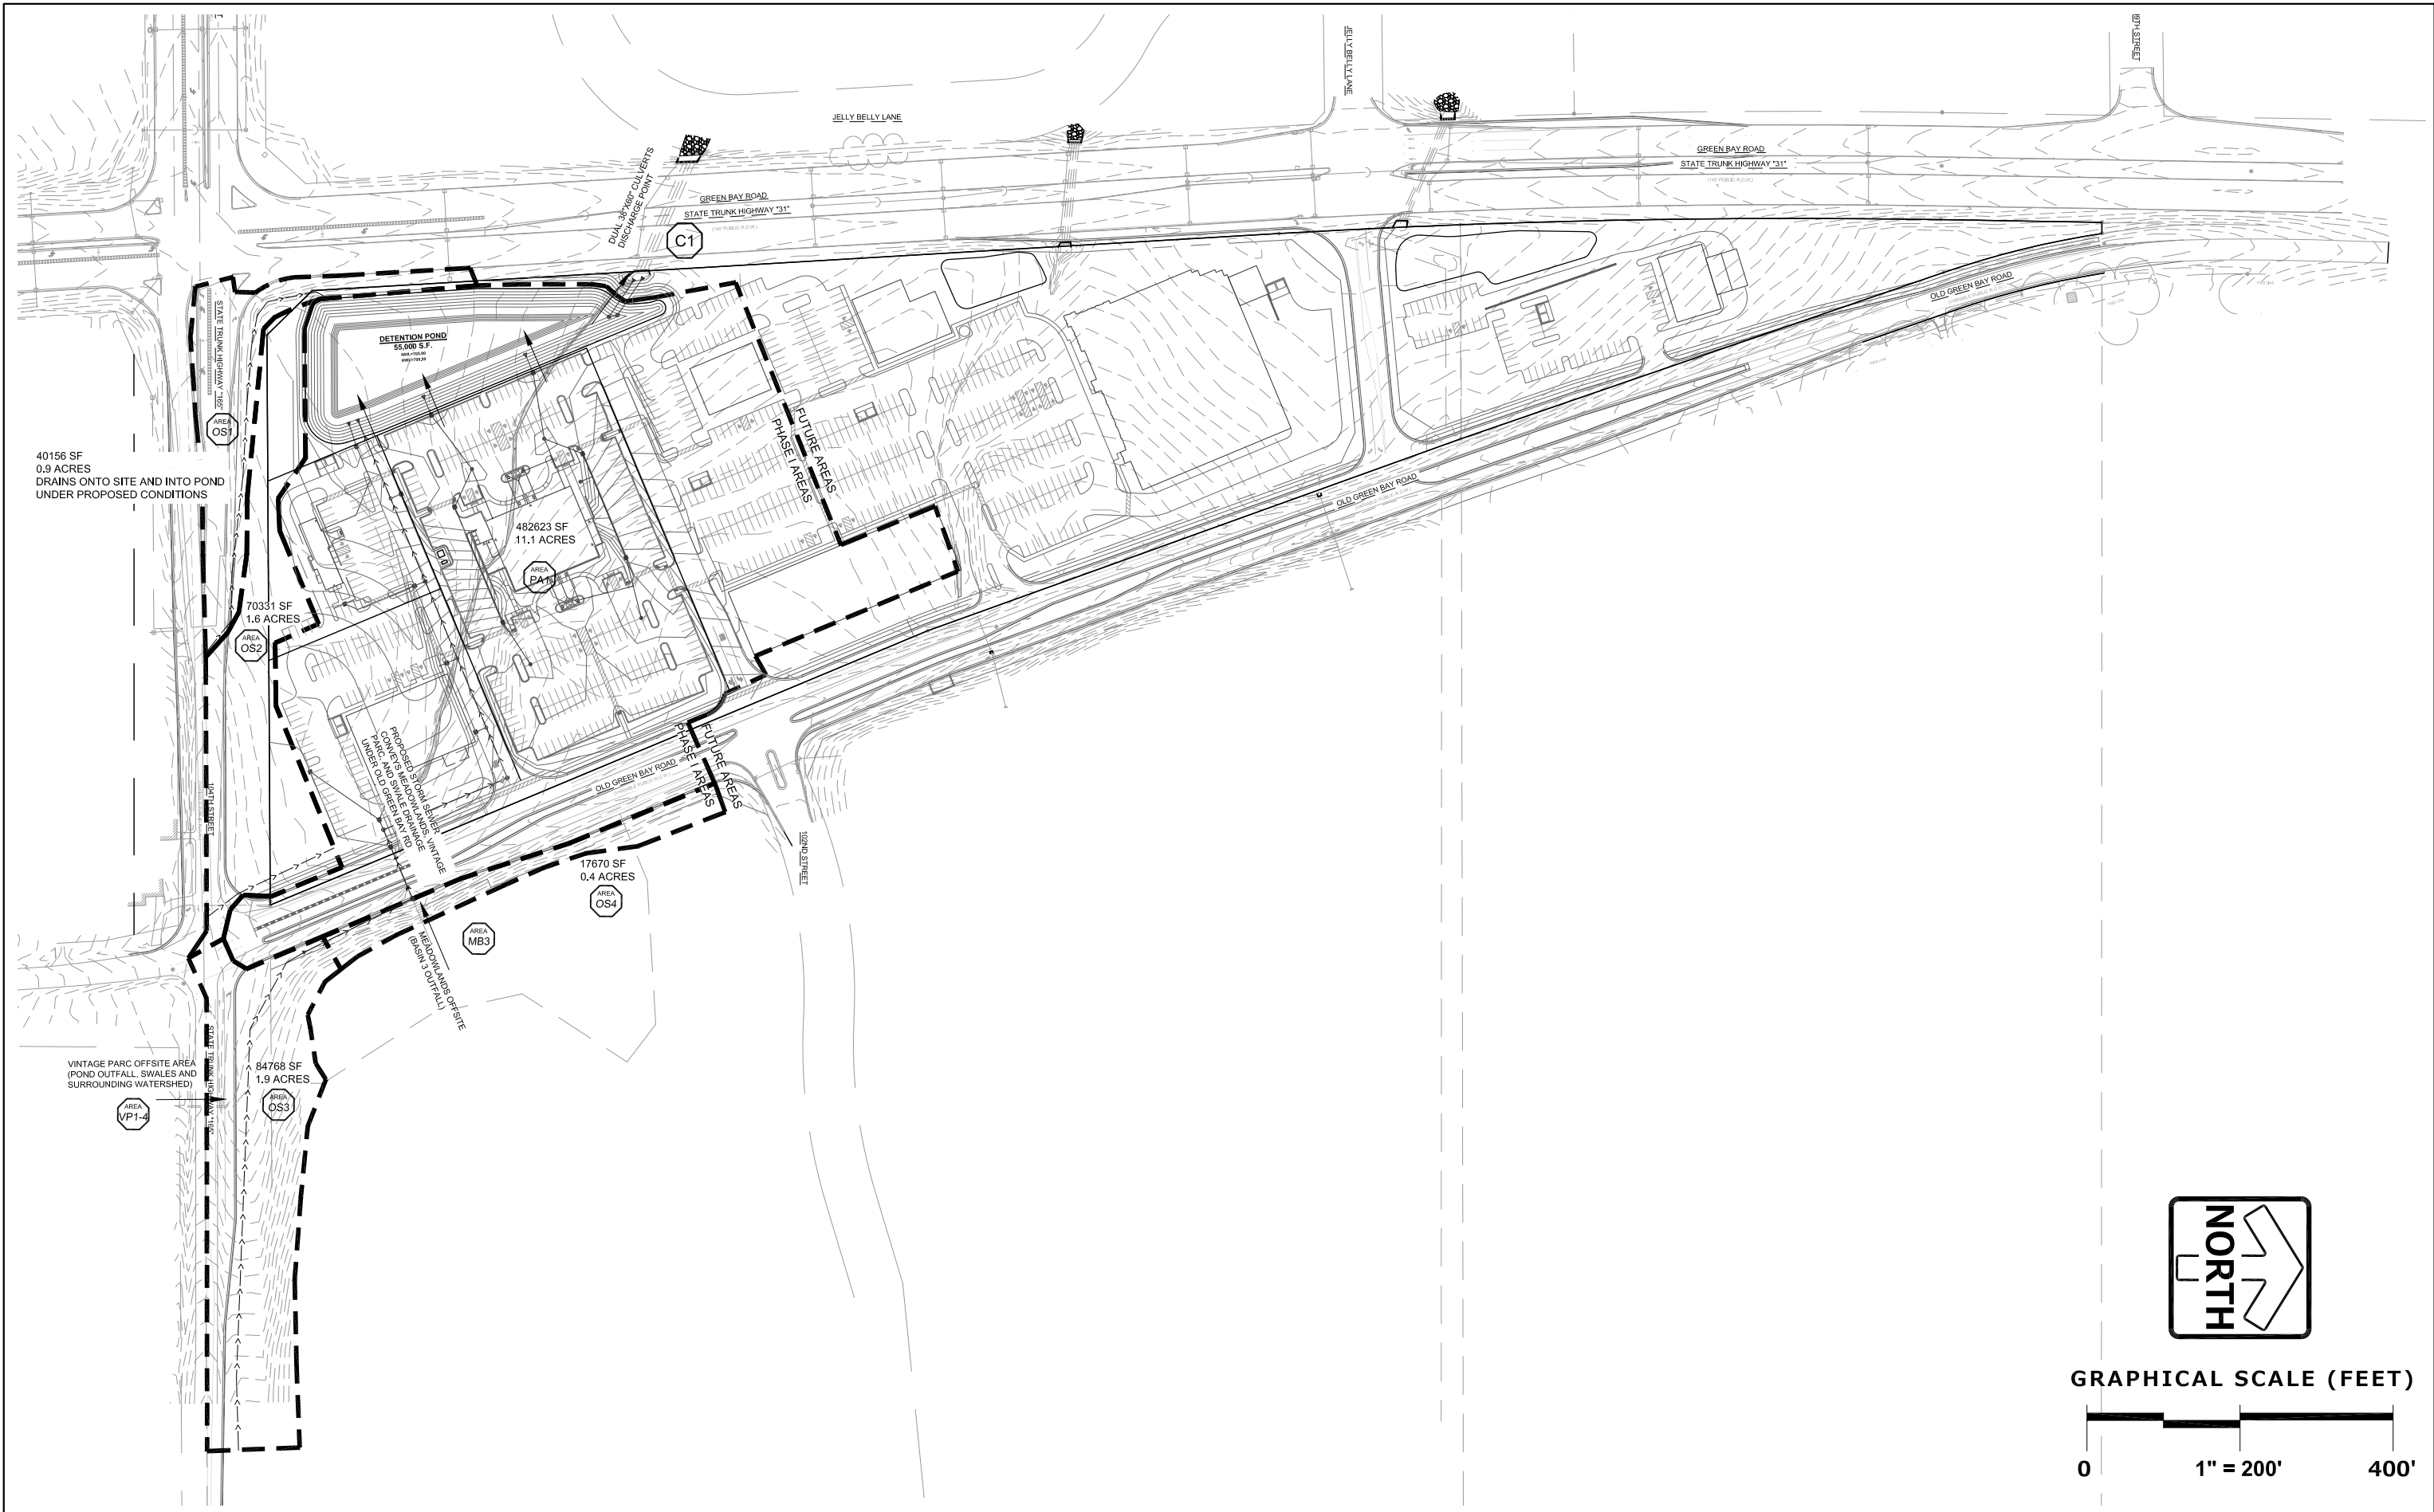 JELLY BELLY LANE
JELLY BELLY LANE
GREEN BAY ROAD
STATE TRUNK HIGHWAY "31"
GREEN BAY ROAD
STATE TRUNK HIGHWAY "31"
DUAL 38"X60" CULVERTS
DISCHARGE POINT
C1
STATE TRUNK HIGHWAY "165"
DETENTION POND
55,000 S.F.
OLD GREEN BAY ROAD
AREA
OS1
40156 SF
0.9 ACRES
DRAINS ONTO SITE AND INTO POND
UNDER PROPOSED CONDITIONS
FUTURE AREAS
PHASE I AREAS
OLD GREEN BAY ROAD
482623 SF
11.1 ACRES
AREA
PA1
70331 SF
1.6 ACRES
AREA
OS2
PROPOSED STORM SEWER
CONVEYS MEADOWLANDS, VINTAGE
PARC, AND SWALE DRAINAGE
UNDER OLD GREEN BAY RD
FUTURE AREAS
PHASE I AREAS
OLD GREEN BAY ROAD
104TH STREET
102ND STREET
17670 SF
0.4 ACRES
AREA
OS4
AREA
MB3
MEADOWLANDS OFFSITE
(BASIN 3 OUTFALL)
STATE TRUNK HIGHWAY "165"
VINTAGE PARC OFFSITE AREA
(POND OUTFALL, SWALES AND
SURROUNDING WATERSHED)
AREA
VP1-4
84768 SF
1.9 ACRES
AREA
OS3
NORTH
GRAPHICAL SCALE (FEET)
0 1" = 200' 400'